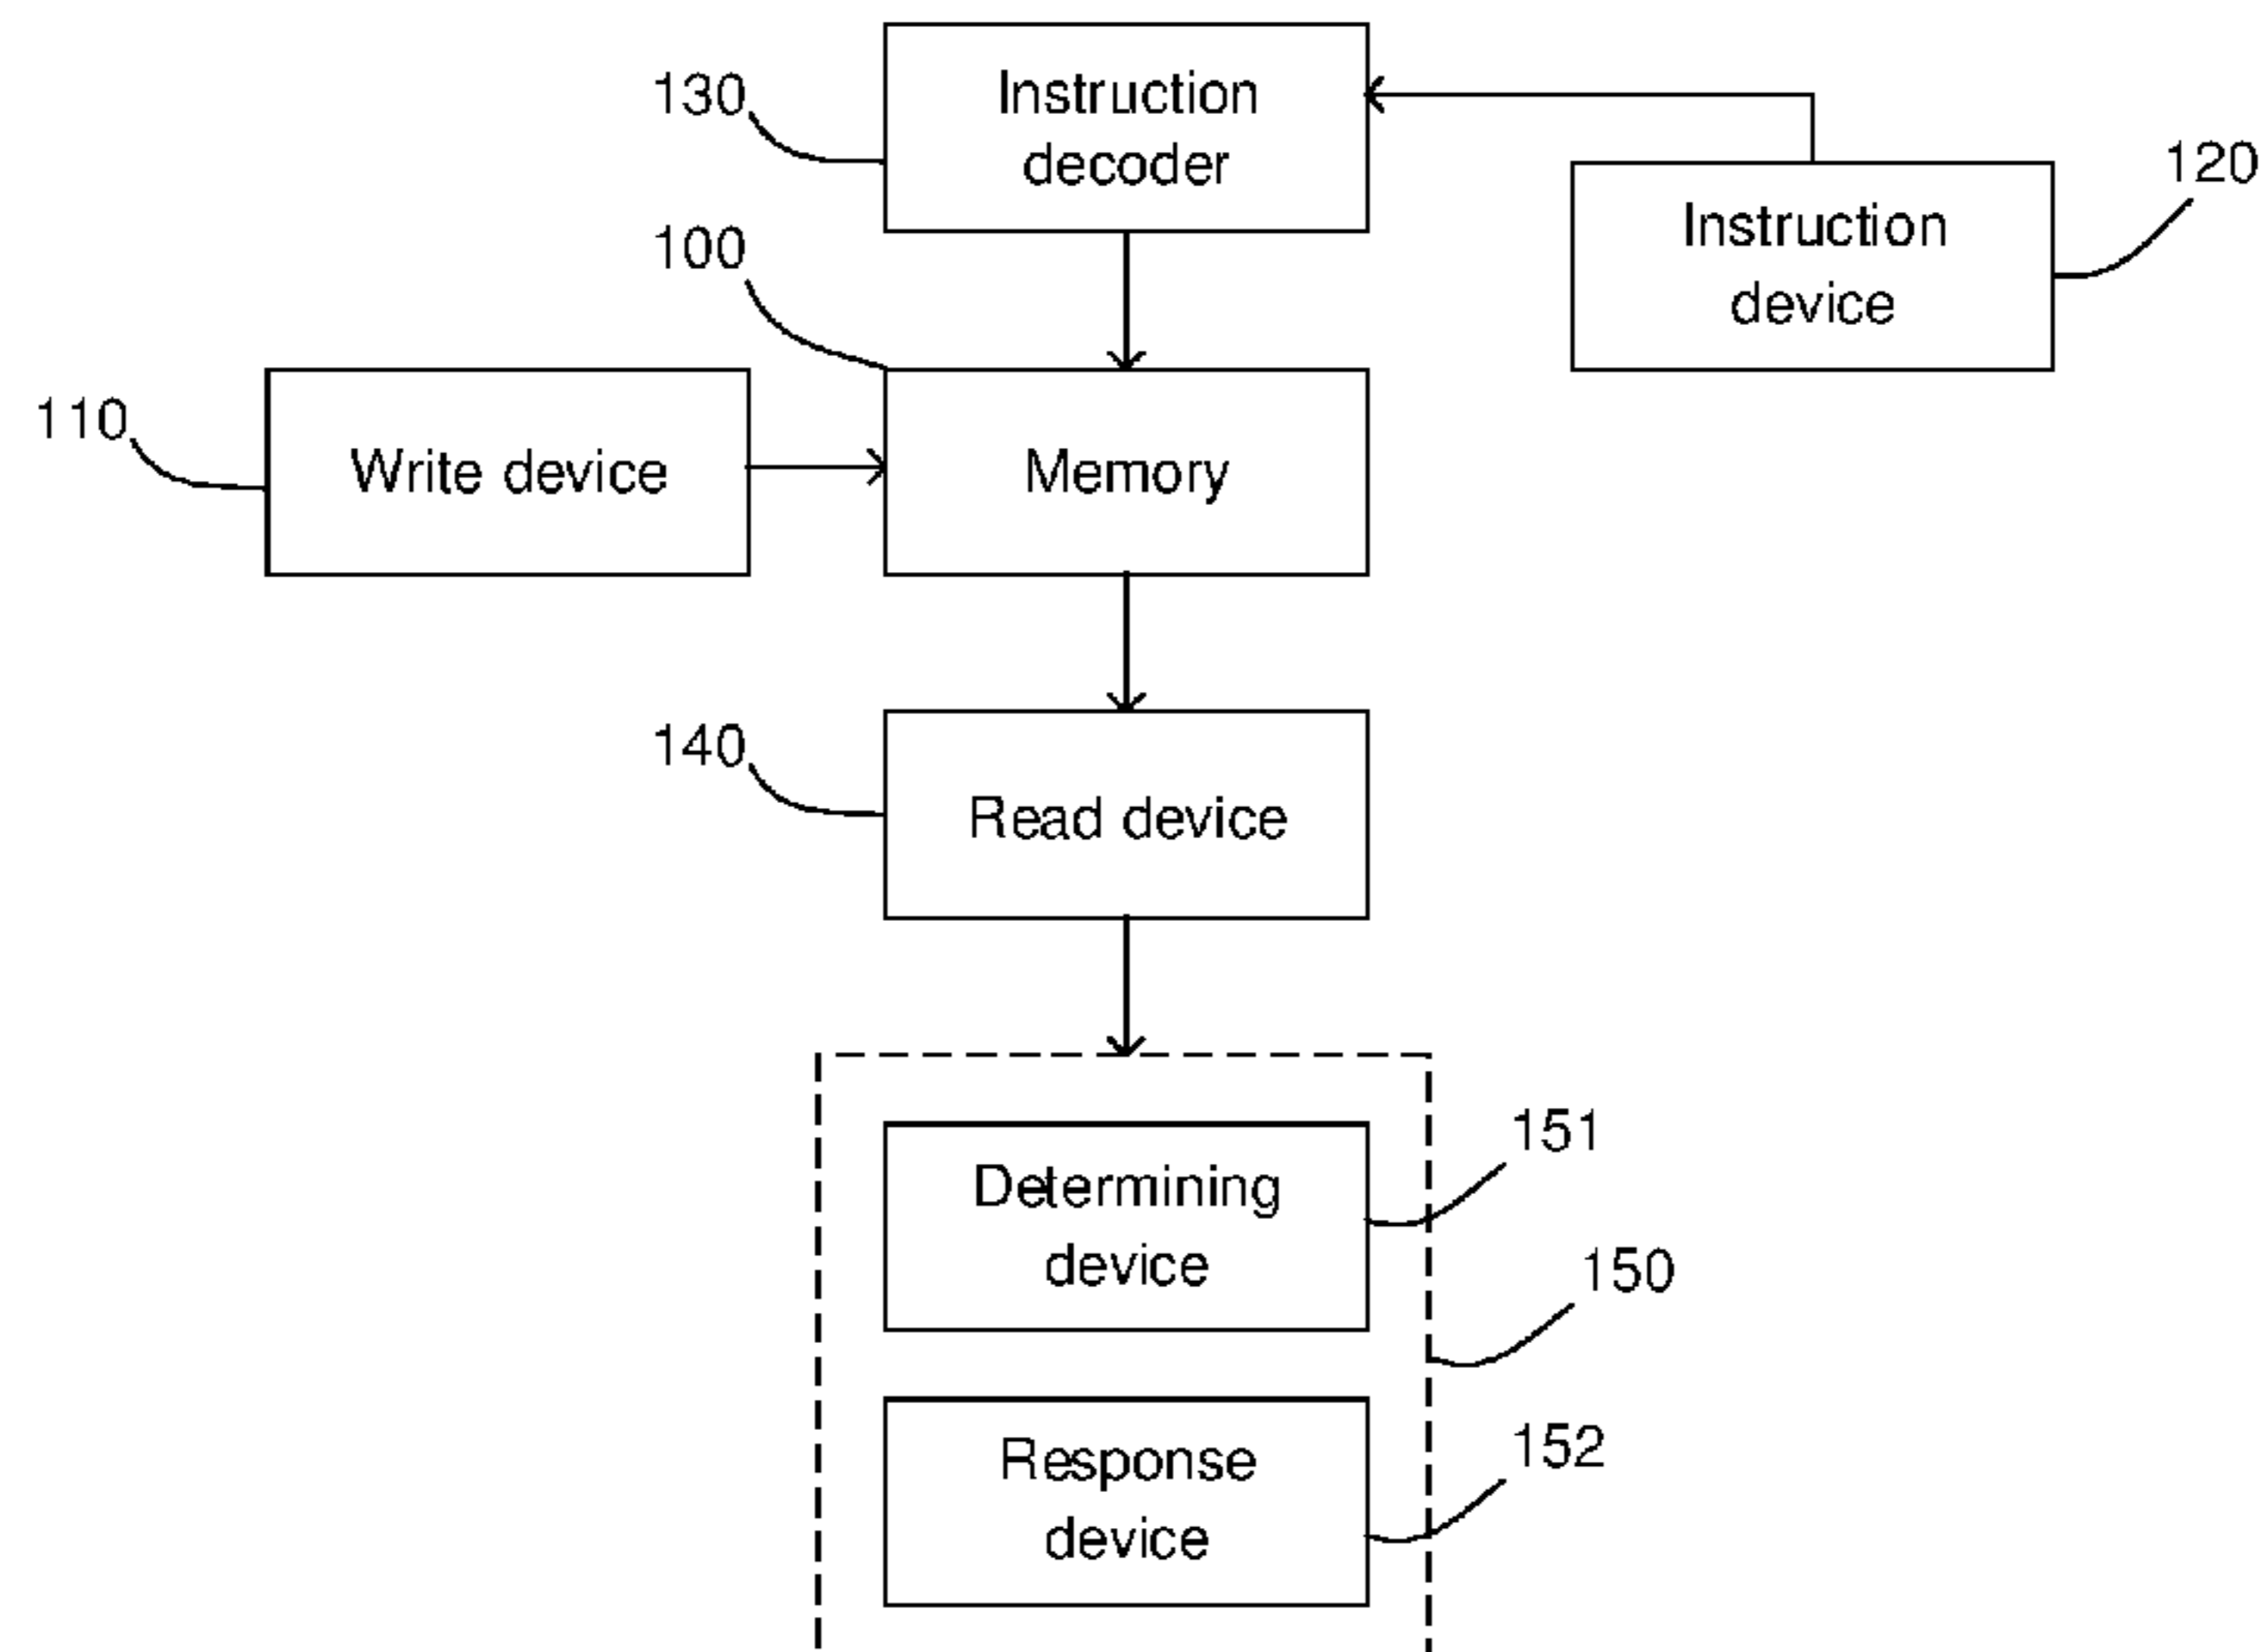 130
Instruction
decoder
120
Instruction
device
100
110
Write device
Memory
140
Read device
151
Determining
device
150
152
Response
device